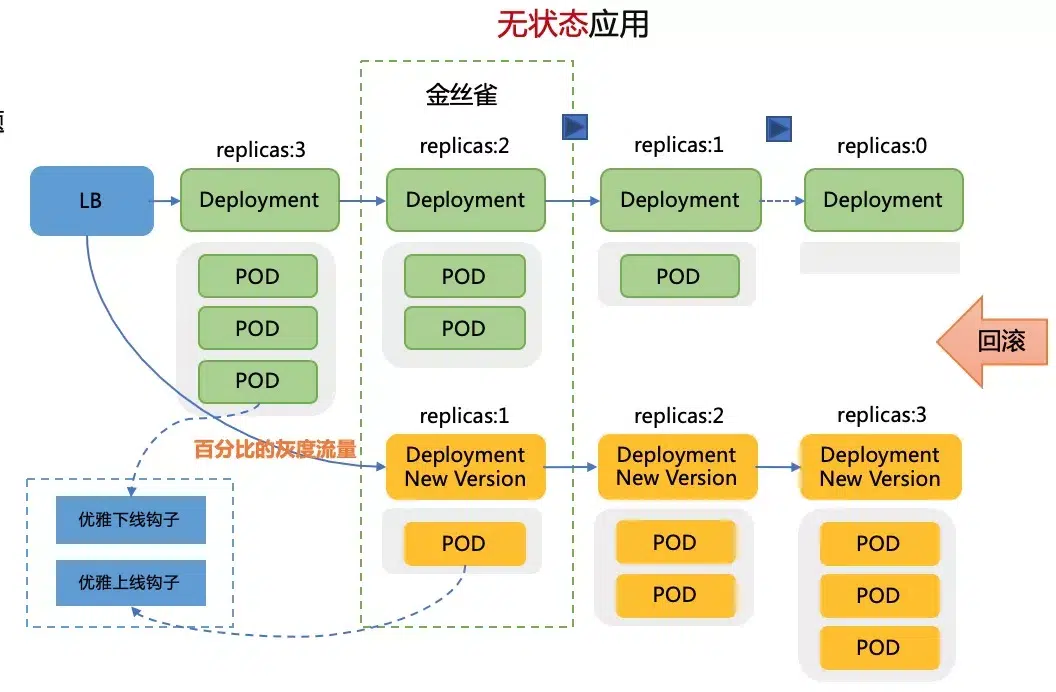 无状态应用
金丝雀
replicas:3
replicas:2
replicas:1
replicas:0
LB
Deployment
Deployment
Deployment
Deployment
POD
POD
POD
POD
POD
POD
回滚
百分比的灰度流量
replicas:1
replicas:2
replicas:3
Deployment
New Version
Deployment
New Version
Deployment
New Version
优雅下线钩子
优雅上线钩子
POD
POD
POD
POD
POD
POD